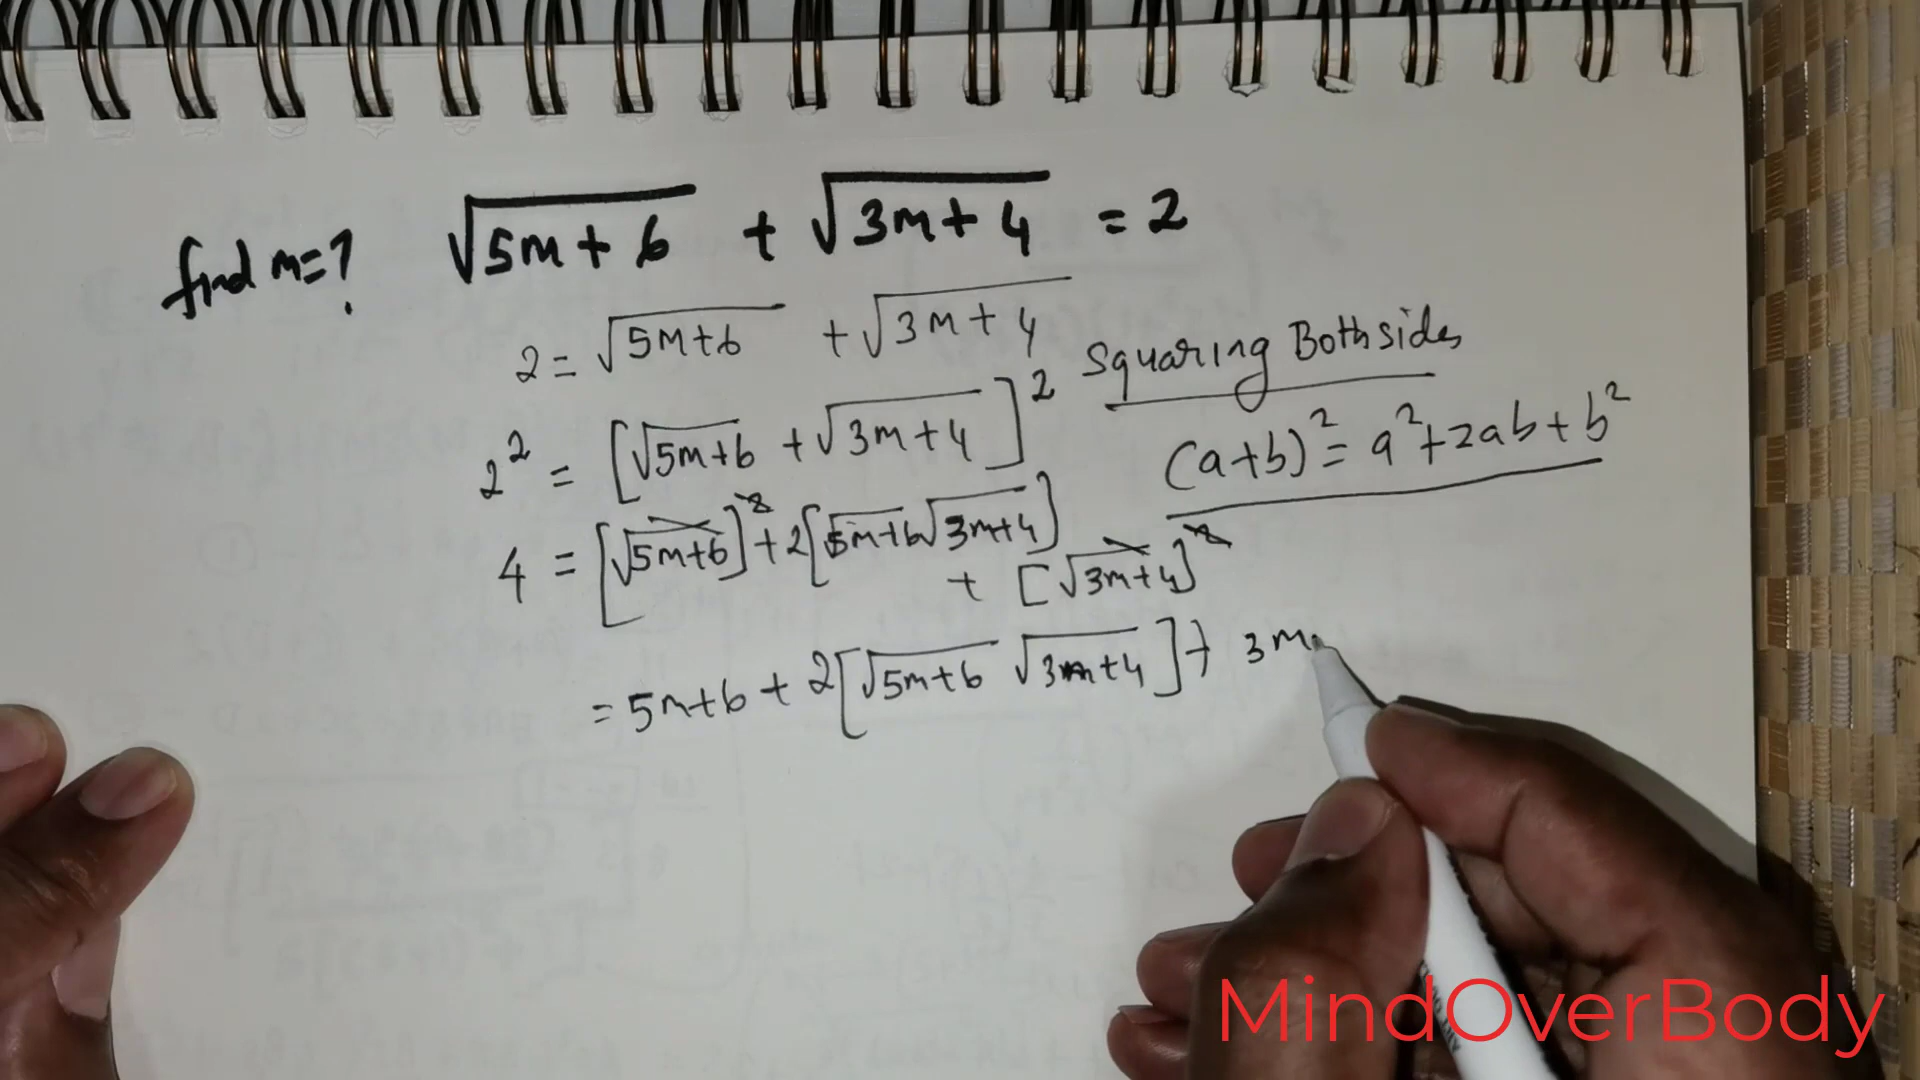 find m=? √5m+6 + √3m+4 = 2
2 = √5m+6 + √3m+4 Squaring Both sides
2² = [√5m+6 + √3m+4]² (a+b)² = a²+2ab+b²
4 = [√5m+6]² + 2[√5m+6 √3m+4]
+ [√3m+4]²
= 5m+6 + 2[√5m+6 √3m+4] + 3m
MindOverBody